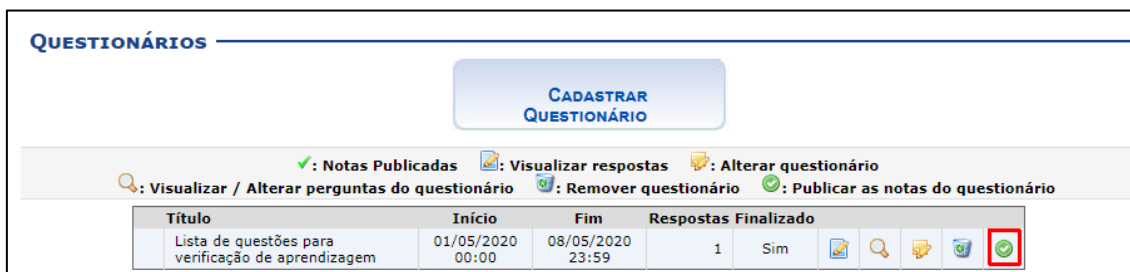 QUESTIONÁRIOS
CADASTRAR
QUESTIONÁRIO
: Notas Publicadas : Visualizar respostas : Alterar questionário
: Visualizar / Alterar perguntas do questionário : Remover questionário : Publicar as notas do questionário
Título Início Fim Respostas Finalizado
Lista de questões para verificação de aprendizagem 01/05/2020 00:00 08/05/2020 23:59 1 Sim